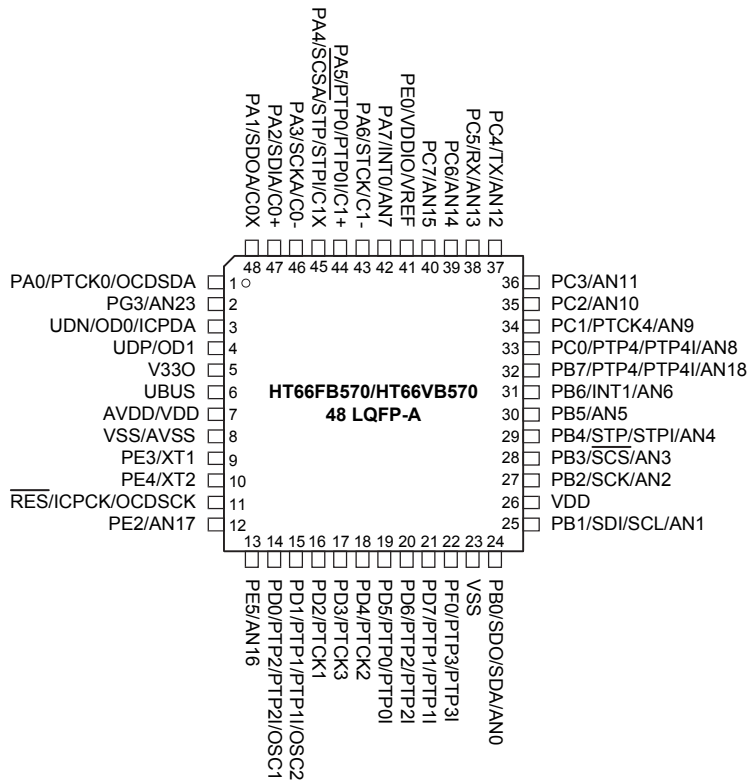 PA1/SDOA/C0X
PA2/SDIA/C0+
PA3/SCKA/C0-
PA4/SCSA/STP/STPI/C1X
PA5/PTP0/PTP0I/C1+
PA6/STCK/C1-
PA7/INT0/AN7
PE0/VDDIO/VREF
PC7/AN15
PC6/AN14
PC5/RX/AN13
PC4/TX/AN12
48 47 46 45 44 43 42 41 40 39 38 37
PA0/PTCK0/OCDSDA 1
PG3/AN23 2
UDN/OD0/ICPDA 3
UDP/OD1 4
V33O 5
UBUS 6
AVDD/VDD 7
VSS/AVSS 8
PE3/XT1 9
PE4/XT2 10
RES/ICPCK/OCDSCK 11
PE2/AN17 12
HT66FB570/HT66VB570
48 LQFP-A
36 PC3/AN11
35 PC2/AN10
34 PC1/PTCK4/AN9
33 PC0/PTP4/PTP4I/AN8
32 PB7/PTP4/PTP4I/AN18
31 PB6/INT1/AN6
30 PB5/AN5
29 PB4/STP/STPI/AN4
28 PB3/SCS/AN3
27 PB2/SCK/AN2
26 VDD
25 PB1/SDI/SCL/AN1
13 14 15 16 17 18 19 20 21 22 23 24
PE5/AN16
PD0/PTP2/PTP2I/OSC1
PD1/PTP1/PTP1I/OSC2
PD2/PTCK1
PD3/PTCK3
PD4/PTCK2
PD5/PTP0/PTP0I
PD6/PTP2/PTP2I
PD7/PTP1/PTP1I
PF0/PTP3/PTP3I
VSS
PB0/SDO/SDA/AN0